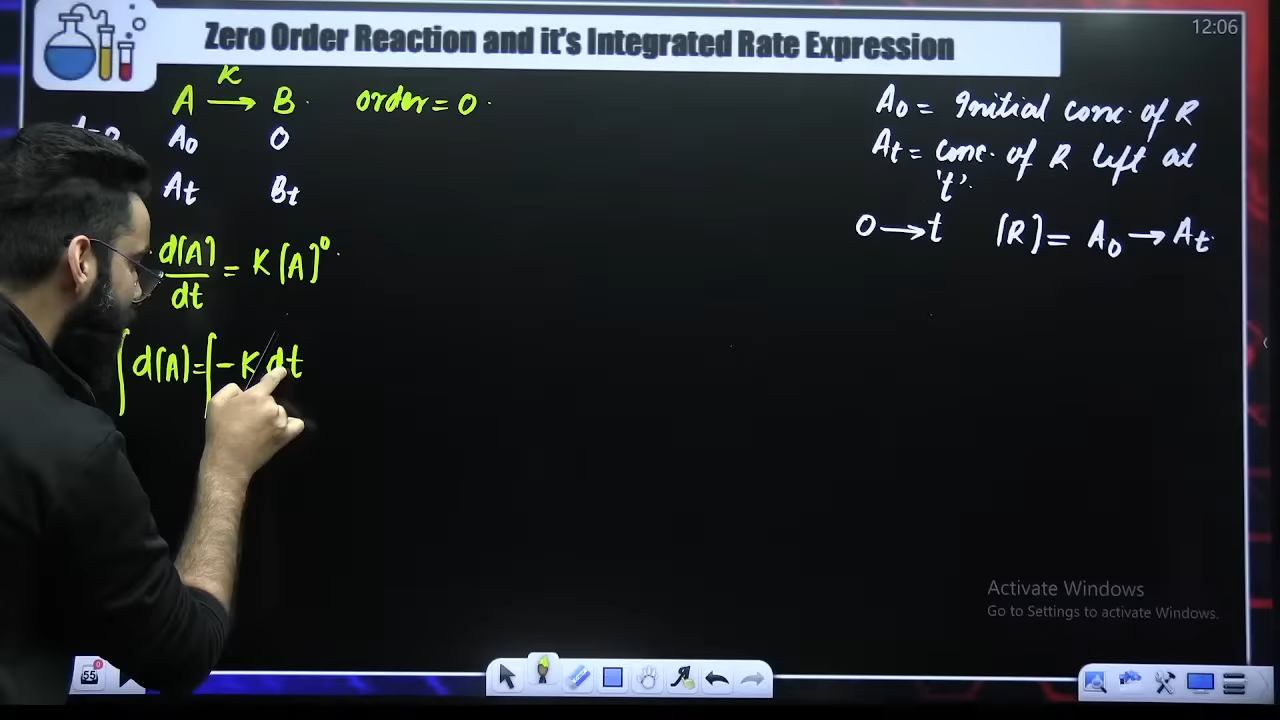 12:06
Zero Order Reaction and it's Integrated Rate Expression
K
A → B. order = 0.
A₀ 0
Aₜ Bₜ
d[A]/dt = K[A]⁰.
∫d[A] = ∫-K dt
A₀ = Initial conc. of R
Aₜ = conc. of R left at
't'.
0 → t [R] = A₀ → Aₜ.
Activate Windows
Go to Settings to activate Windows.
55
0